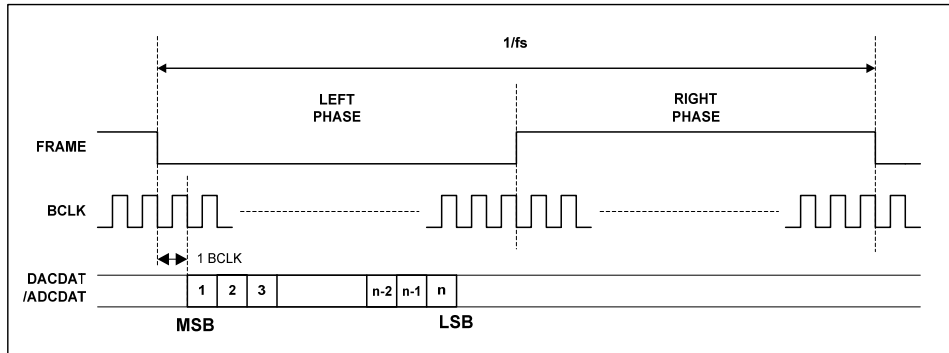 1/fs
LEFT
PHASE
RIGHT
PHASE
FRAME
BCLK
1 BCLK
DACDAT
/ADCDAT
1 2 3 n-2 n-1 n
MSB LSB